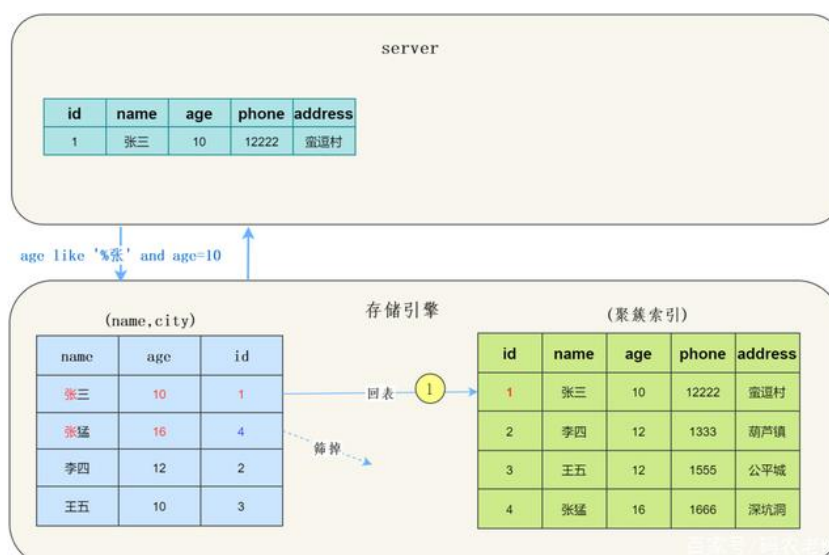 server
id name age phone address
1 张三 10 12222 蛮逗村
age like '%张' and age=10
存储引擎
(name,city)
(聚簇索引)
name age id
张三 10 1
张猛 16 4
李四 12 2
王五 10 3
回表 1
筛掉
id name age phone address
1 张三 10 12222 蛮逗村
2 李四 12 1333 葫芦镇
3 王五 12 1555 公平城
4 张猛 16 1666 深坑洞